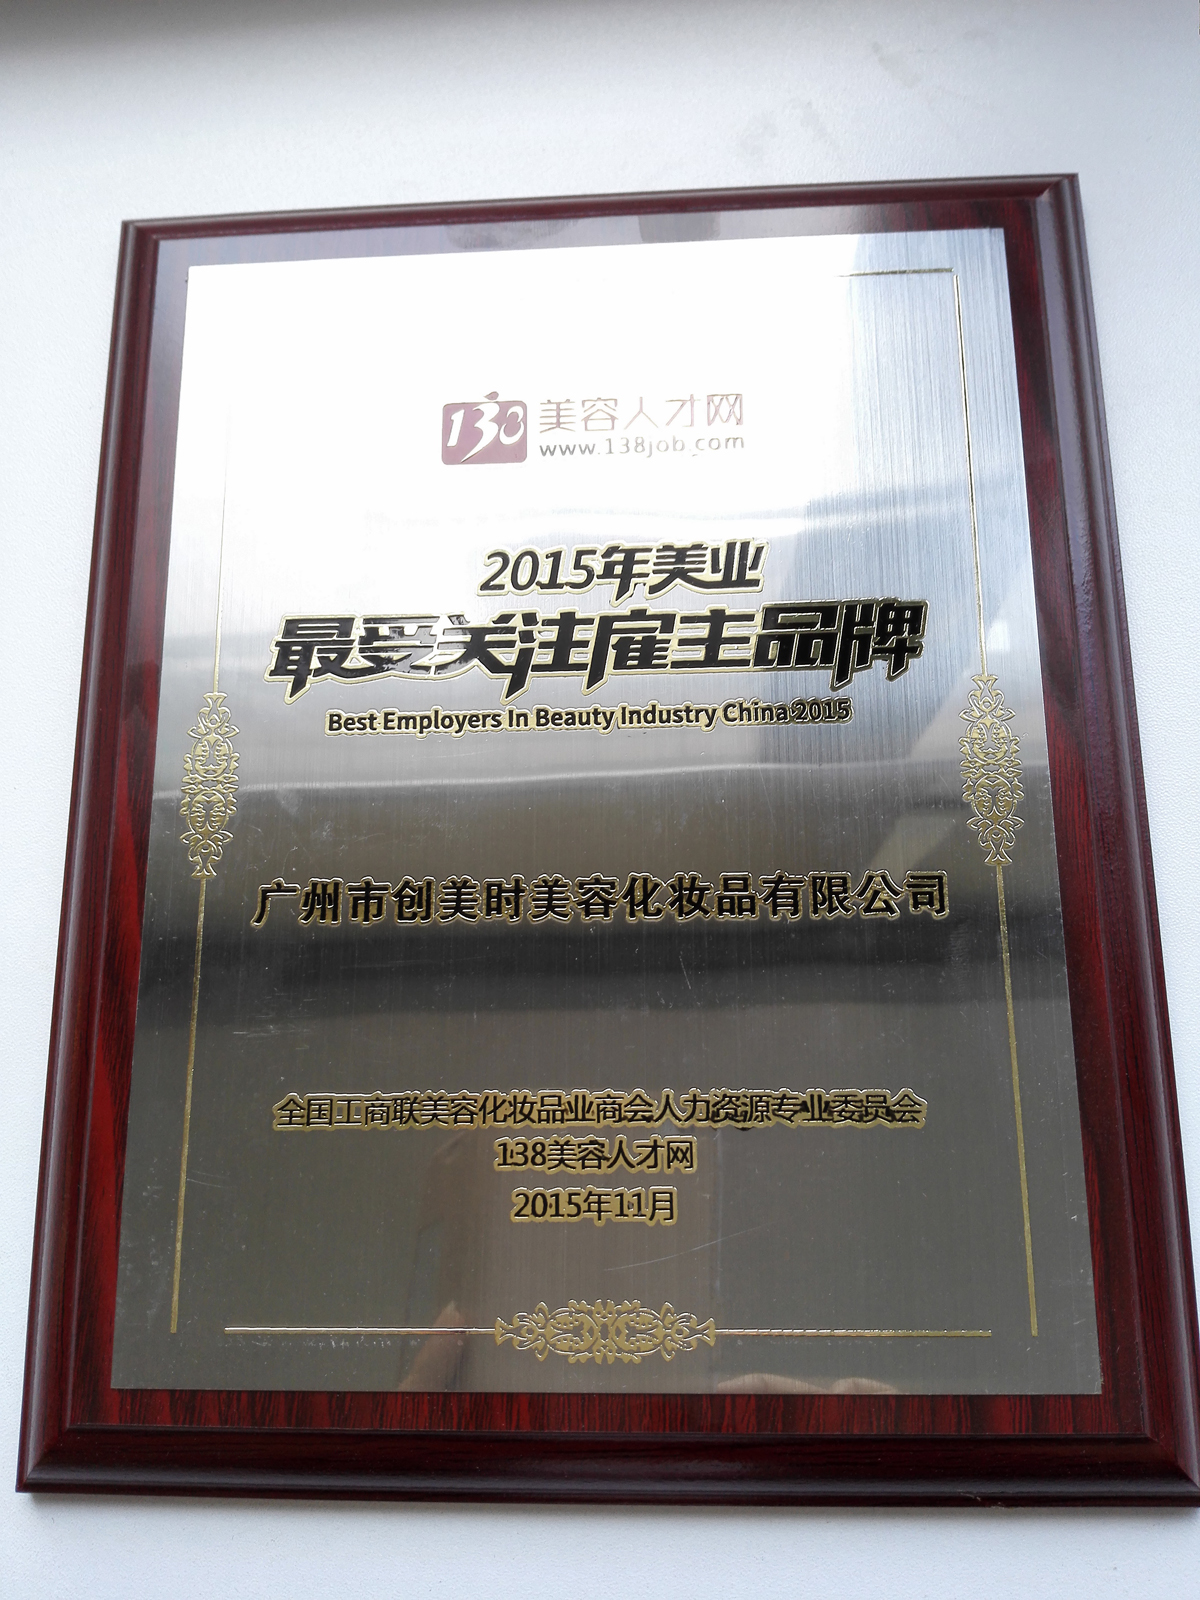 138 美容人才网
www.138job.com
2015年美业
最受关注雇主品牌
Best Employers In Beauty Industry China 2015
广州市创美时美容化妆品有限公司
全国工商联美容化妆品业商会人力资源专业委员会
138美容人才网
2015年11月